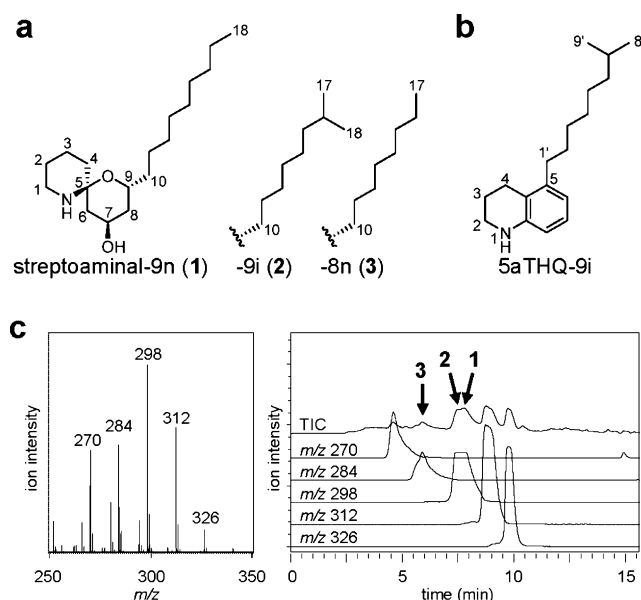 a
18
3
2
4
5
O
9
1
N
H
6
8
10
7
OH
streptoaminal-9n (1)
17
18
10
-9i (2)
17
10
-8n (3)
b
9'
8'
1'
4
5
3
2
1
N
H
5aTHQ-9i
c
ion intensity
298
312
284
270
326
250 300 350
m/z
ion intensity
3 2 1
TIC
m/z 270
m/z 284
m/z 298
m/z 312
m/z 326
0 5 10 15
time (min)